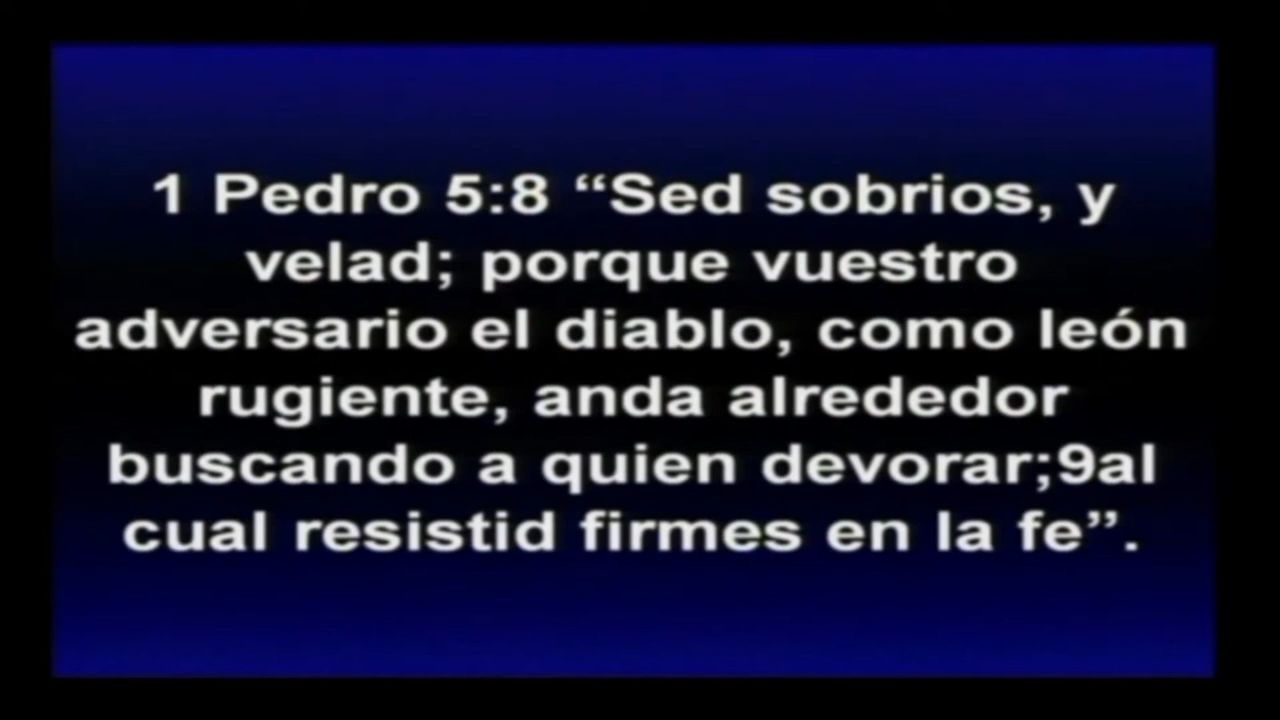 1 Pedro 5:8 “Sed sobrios, y
velad; porque vuestro
adversario el diablo, como león
rugiente, anda alrededor
buscando a quien devorar;9al
cual resistid firmes en la fe”.